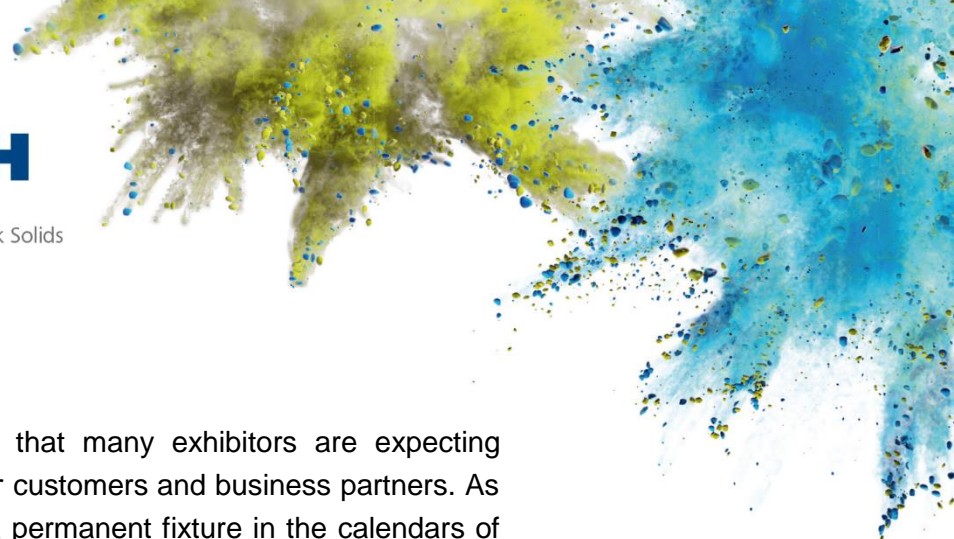 H
k Solids
that many exhibitors are expecting
r customers and business partners. As
permanent fixture in the calendars of